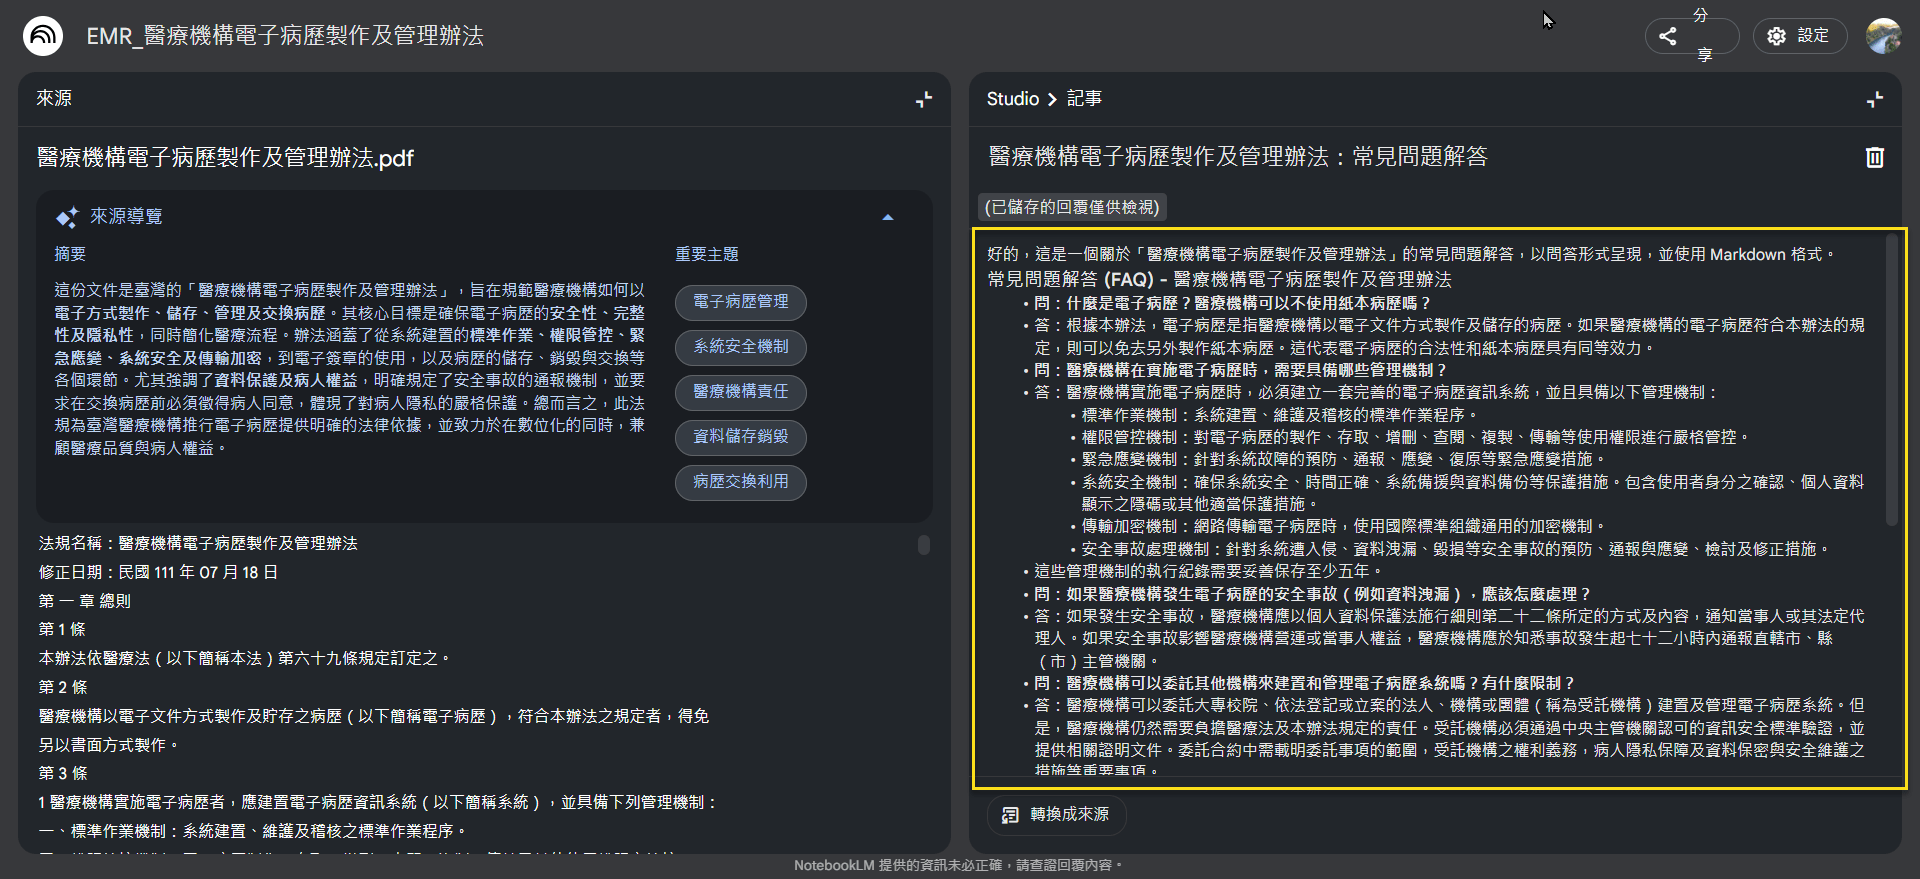 EMR_醫療機構電子病歷製作及管理辦法
分享
設定
來源
醫療機構電子病歷製作及管理辦法.pdf
來源導覽
摘要
這份文件是臺灣的「醫療機構電子病歷製作及管理辦法」，旨在規範醫療機構如何以
電子方式製作、儲存、管理及交換病歷。其核心目標是確保電子病歷的安全性、完整
性及隱私性，同時簡化醫療流程。辦法涵蓋了從系統建置的標準作業、權限管控、緊
急應變、系統安全及傳輸加密，到電子簽章的使用，以及病歷的儲存、銷毀與交換等
各個環節。尤其強調了資料保護及病人權益，明確規定了安全事故的通報機制，並要
求在交換病歷前必須徵得病人同意，體現了對病人隱私的嚴格保護。總而言之，此法
規為臺灣醫療機構推行電子病歷提供明確的法律依據，並致力於在數位化的同時，兼
顧醫療品質與病人權益。
重要主題
電子病歷管理
系統安全機制
醫療機構責任
資料儲存銷毀
病歷交換利用
法規名稱：醫療機構電子病歷製作及管理辦法
修正日期：民國 111 年 07 月 18 日
第 一 章 總則
第 1 條
本辦法依醫療法（以下簡稱本法）第六十九條規定訂定之。
第 2 條
醫療機構以電子文件方式製作及貯存之病歷（以下簡稱電子病歷），符合本辦法之規定者，得免
另以書面方式製作。
第 3 條
1 醫療機構實施電子病歷者，應建置電子病歷資訊系統（以下簡稱系統），並具備下列管理機制：
一、標準作業機制：系統建置、維護及稽核之標準作業程序。
Studio > 記事
醫療機構電子病歷製作及管理辦法：常見問題解答
(已儲存的回覆僅供檢視)
好的，這是一個關於「醫療機構電子病歷製作及管理辦法」的常見問題解答，以問答形式呈現，並使用 Markdown 格式。
常見問題解答 (FAQ) - 醫療機構電子病歷製作及管理辦法
• 問：什麼是電子病歷？醫療機構可以不使用紙本病歷嗎？
• 答：根據本辦法，電子病歷是指醫療機構以電子文件方式製作及儲存的病歷。如果醫療機構的電子病歷符合本辦法的規
定，則可以免去另外製作紙本病歷。這代表電子病歷的合法性和紙本病歷具有同等效力。
• 問：醫療機構在實施電子病歷時，需要具備哪些管理機制？
• 答：醫療機構實施電子病歷時，必須建立一套完善的電子病歷資訊系統，並且具備以下管理機制：
• 標準作業機制：系統建置、維護及稽核的標準作業程序。
• 權限管控機制：對電子病歷的製作、存取、增刪、查閱、複製、傳輸等使用權限進行嚴格管控。
• 緊急應變機制：針對系統故障的預防、通報、應變、復原等緊急應變措施。
• 系統安全機制：確保系統安全、時間正確、系統備援與資料備份等保護措施。包含使用者身分之確認、個人資料
顯示之隱碼或其他適當保護措施。
• 傳輸加密機制：網路傳輸電子病歷時，使用國際標準組織通用的加密機制。
• 安全事故處理機制：針對系統遭入侵、資料洩漏、毀損等安全事故的預防、通報與應變、檢討及修正措施。
• 這些管理機制的執行紀錄需要妥善保存至少五年。
• 問：如果醫療機構發生電子病歷的安全事故（例如資料洩漏），應該怎麼處理？
• 答：如果發生安全事故，醫療機構應以個人資料保護法施行細則第二十二條所定的方式及內容，通知當事人或其法定代
理人。如果安全事故影響醫療機構營運或當事人權益，醫療機構應於知悉事故發生起七十二小時內通報直轄市、縣
（市）主管機關。
• 問：醫療機構可以委託其他機構來建置和管理電子病歷系統嗎？有什麼限制？
• 答：醫療機構可以委託大專校院、依法登記或立案的法人、機構或團體（稱為受託機構）建置及管理電子病歷系統。但
是，醫療機構仍然需要負擔醫療法及本辦法規定的責任。受託機構必須通過中央主管機關認可的資訊安全標準驗證，並
提供相關證明文件。委託合約中需載明委託事項的範圍，受託機構之權利義務，病人隱私保障及資料保密與安全維護之
措施等重要事項。
轉換成來源
NotebookLM 提供的資訊未必正確，請查證回覆內容。